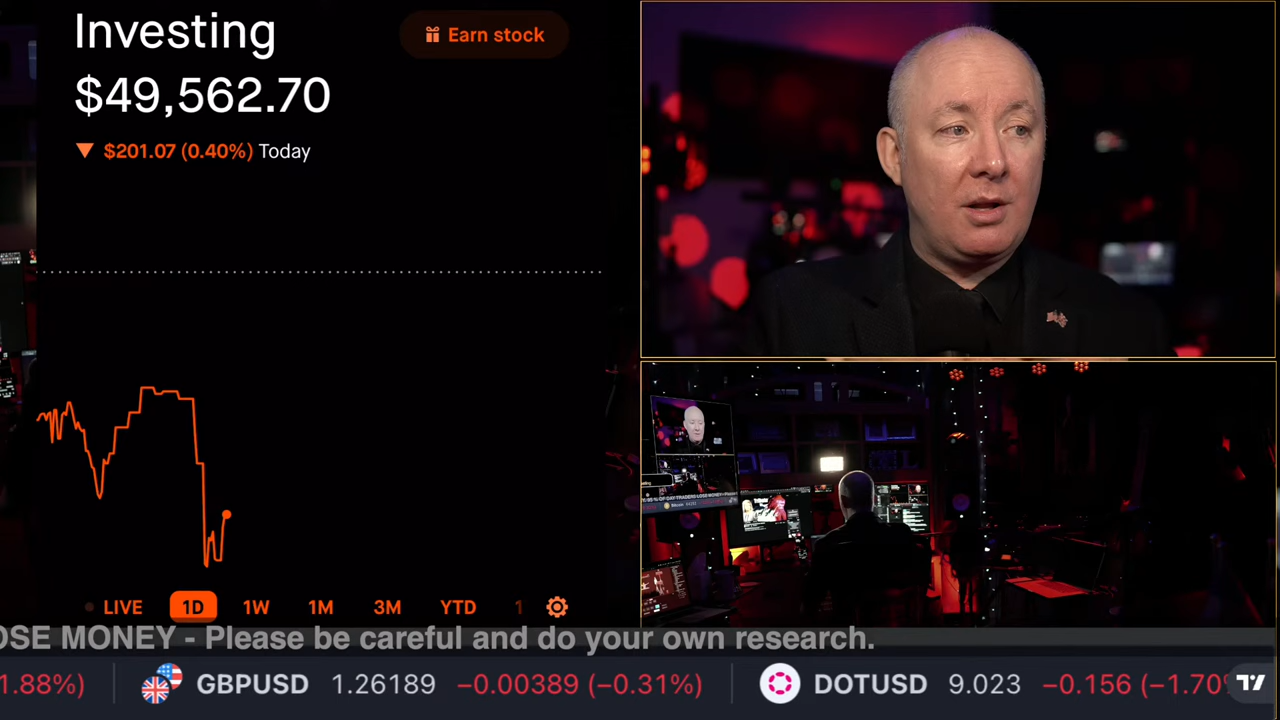 Investing
Earn stock
$49,562.70
$201.07 (0.40%) Today
LIVE 1D 1W 1M 3M YTD 1
OSE MONEY - Please be careful and do your own research.
1.88%) GBPUSD 1.26189 −0.00389 (−0.31%) DOTUSD 9.023 −0.156 (−1.70